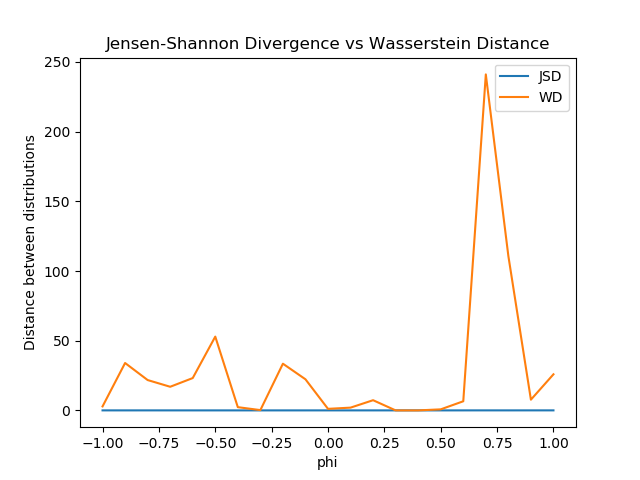 Jensen-Shannon Divergence vs Wasserstein Distance
JSD
WD
Distance between distributions
250
200
150
100
50
0
−1.00 −0.75 −0.50 −0.25 0.00 0.25 0.50 0.75 1.00
phi